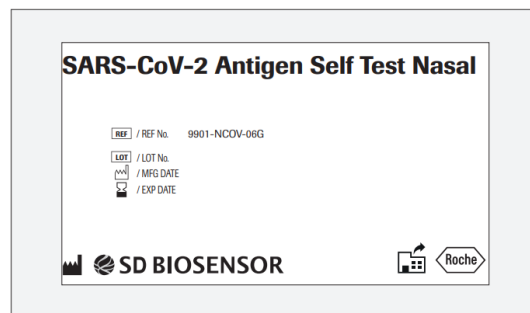 SARS-CoV-2 Antigen Self Test Nasal
REF / REF No. 9901-NCOV-06G
LOT / LOT No.
/ MFG DATE
/ EXP DATE
SD BIOSENSOR
Roche